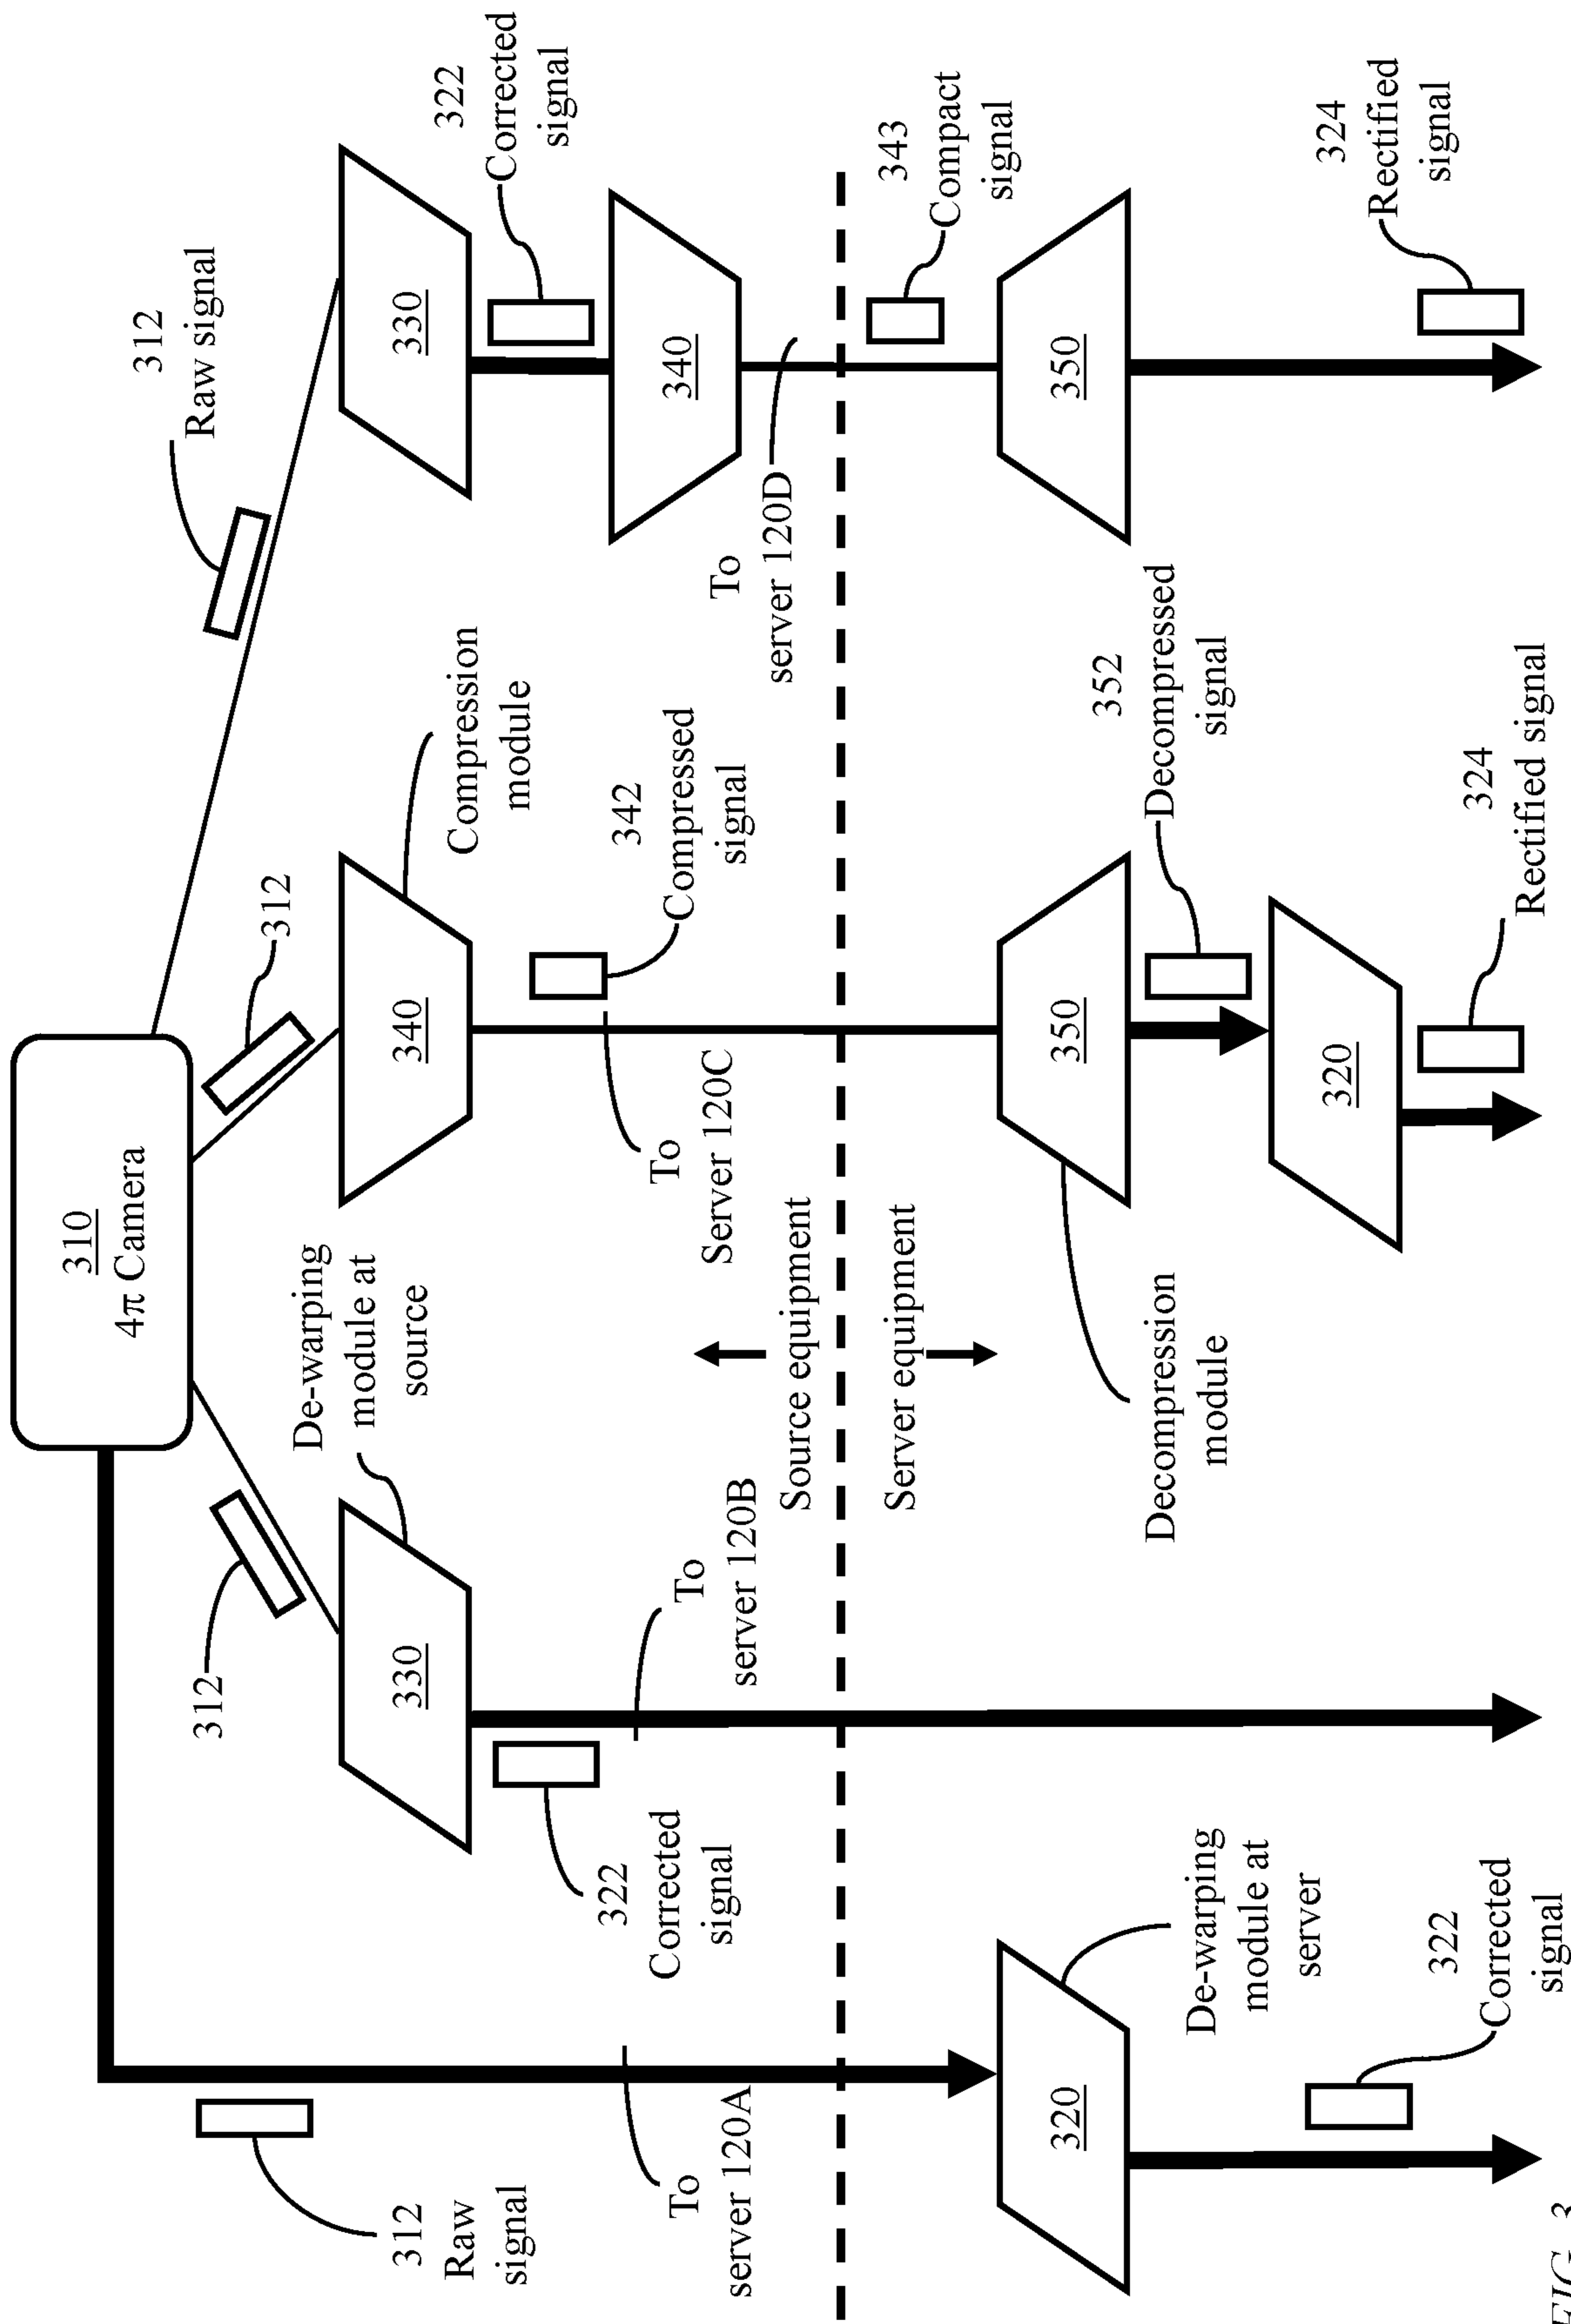 310
4π Camera
312
Raw
signal
312
312
312
Raw signal
330
De-warping
module at
source
340
Compression
module
330
322
Corrected
signal
340
322
Corrected
signal
342
Compressed
signal
To
server 120A
To
server 120B
To
Server 120C
To
server 120D
Source equipment
Server equipment
343
Compact
signal
320
De-warping
module at
server
350
Decompression
module
350
352
Decompressed
signal
320
322
Corrected
signal
324
Rectified signal
324
Rectified
signal
FIG. 3